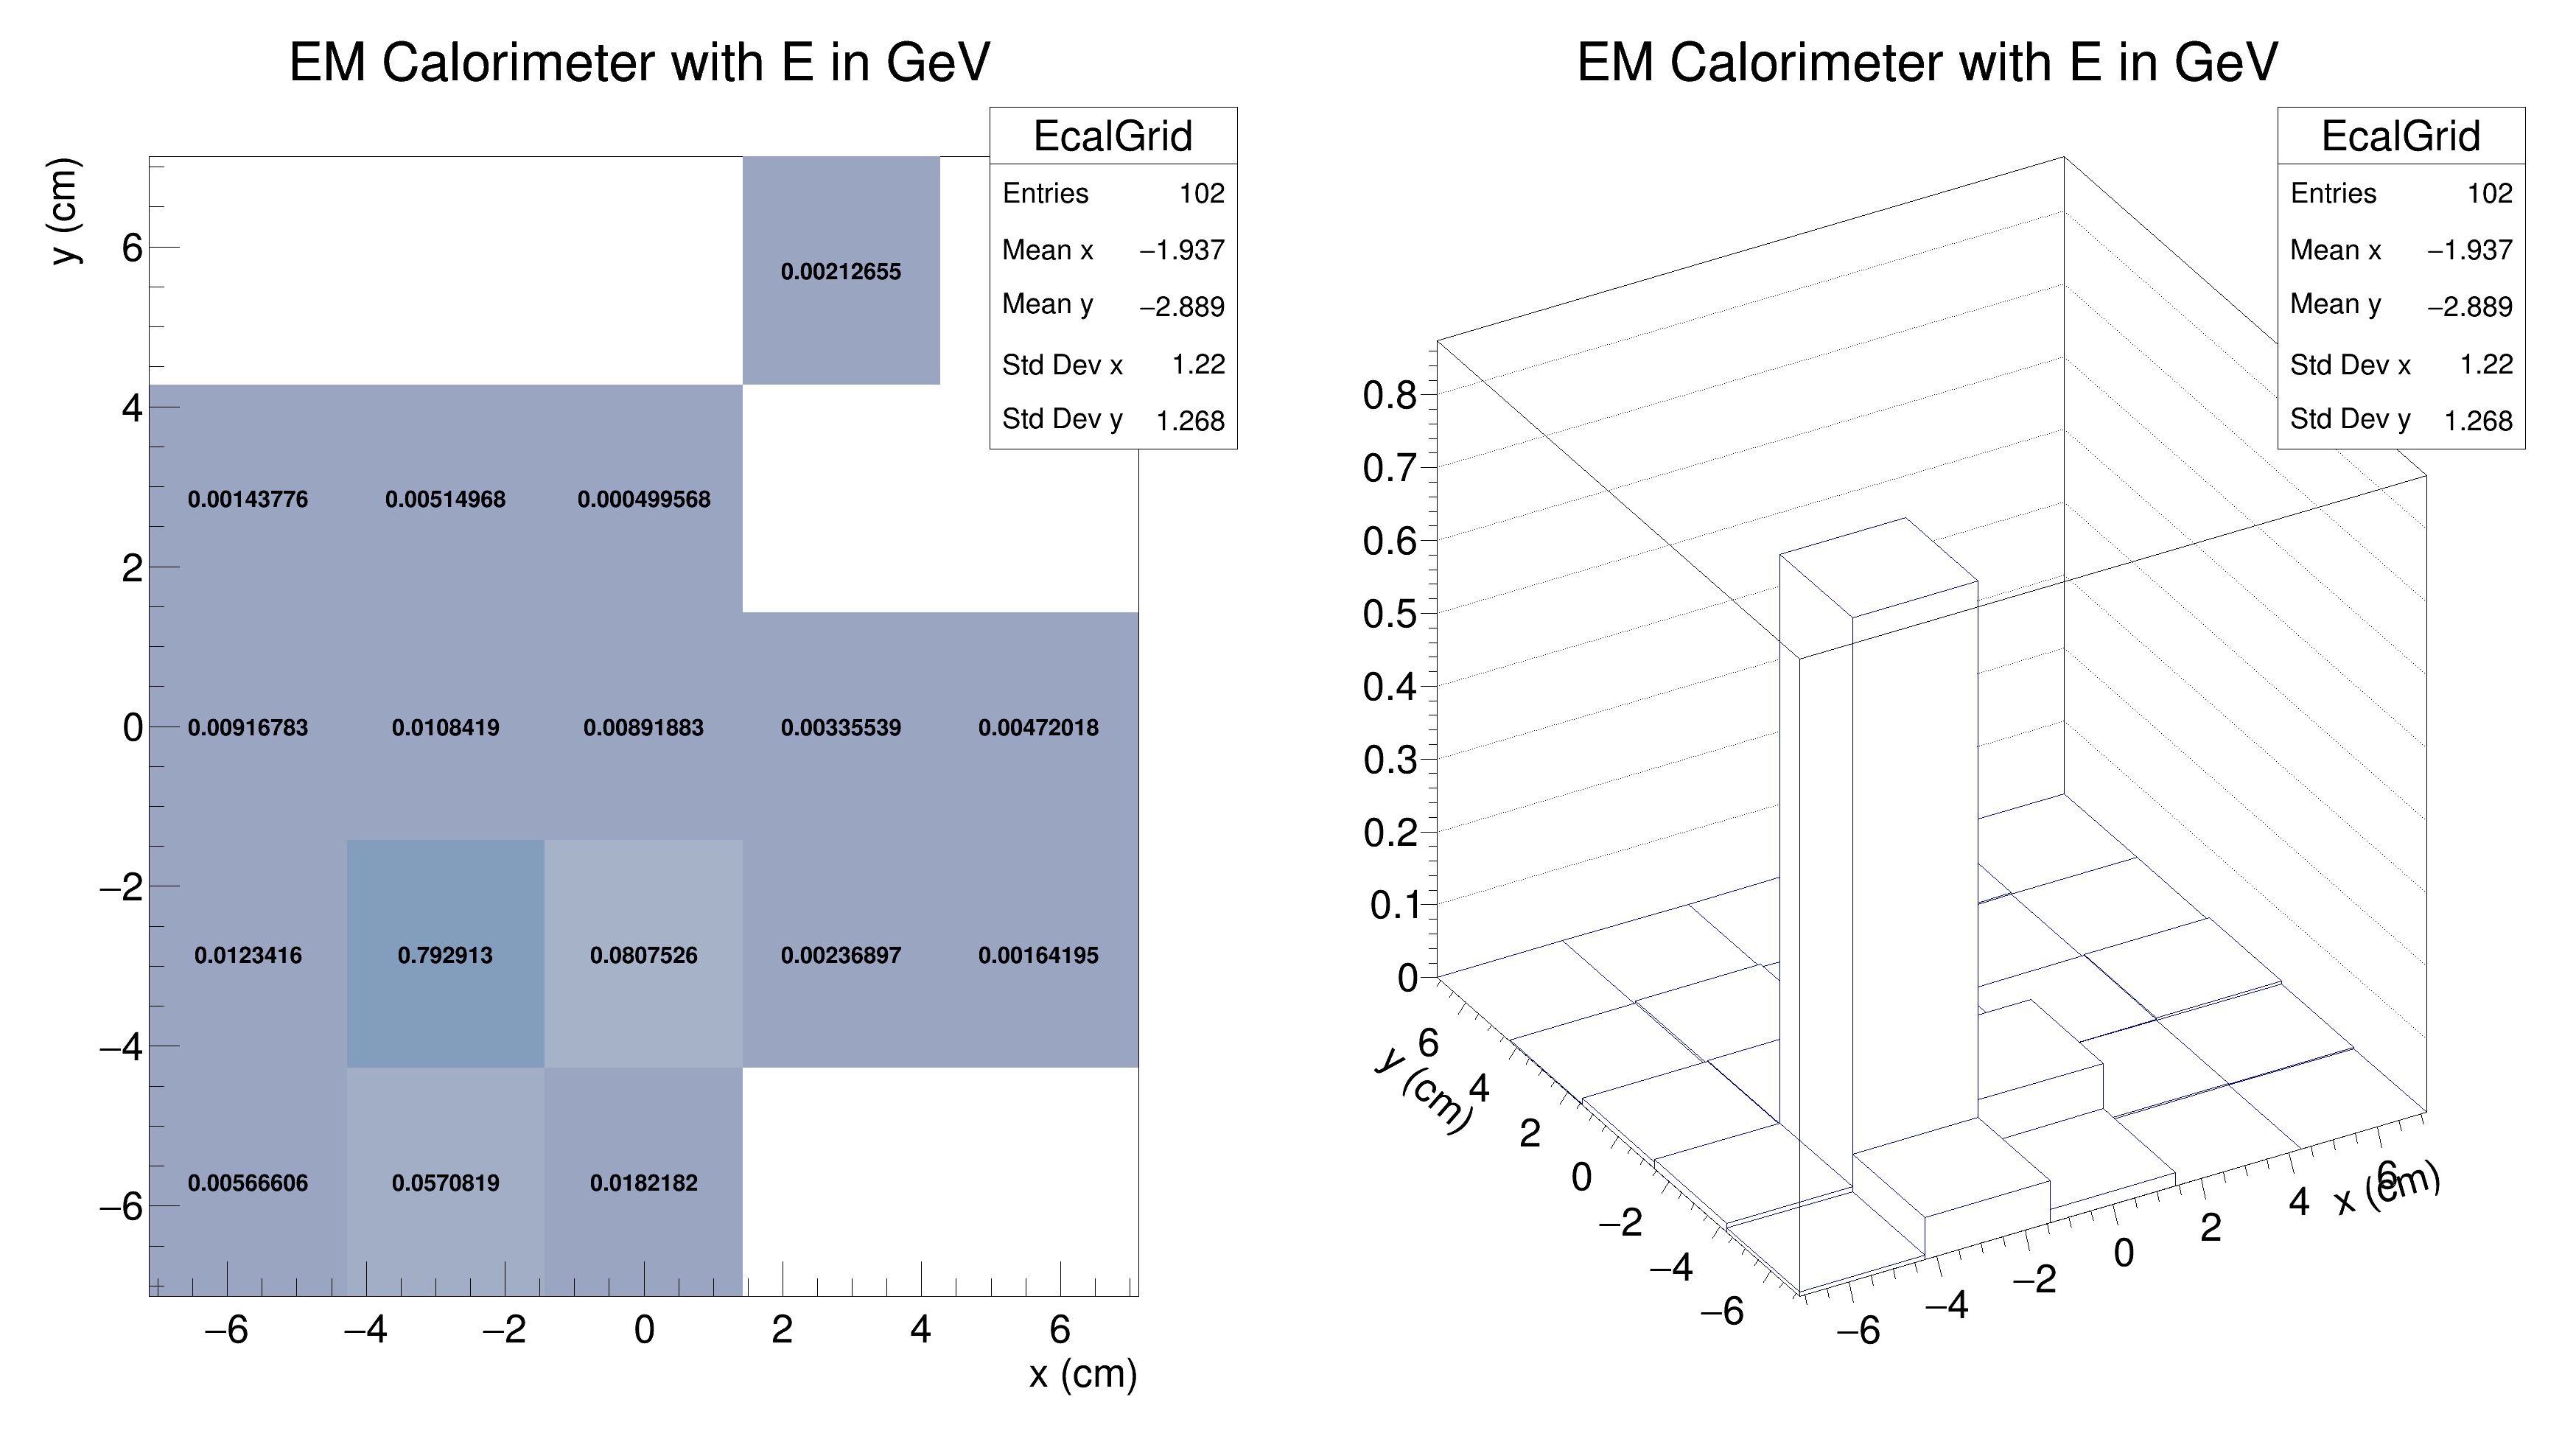 EM Calorimeter with E in GeV
EcalGrid
Entries 102
Mean x −1.937
Mean y −2.889
Std Dev x 1.22
Std Dev y 1.268
y (cm)
6
4
2
0
−2
−4
−6
0.00212655
0.00143776 0.00514968 0.000499568
0.00916783 0.0108419 0.00891883 0.00335539 0.00472018
0.0123416 0.792913 0.0807526 0.00236897 0.00164195
0.00566606 0.0570819 0.0182182
−6 −4 −2 0 2 4 6
x (cm)
EM Calorimeter with E in GeV
EcalGrid
Entries 102
Mean x −1.937
Mean y −2.889
Std Dev x 1.22
Std Dev y 1.268
0.8
0.7
0.6
0.5
0.4
0.3
0.2
0.1
0
6
4
2
0
−2
−4
−6
y (cm)
−6 −4 −2 0 2 4 6
x (cm)